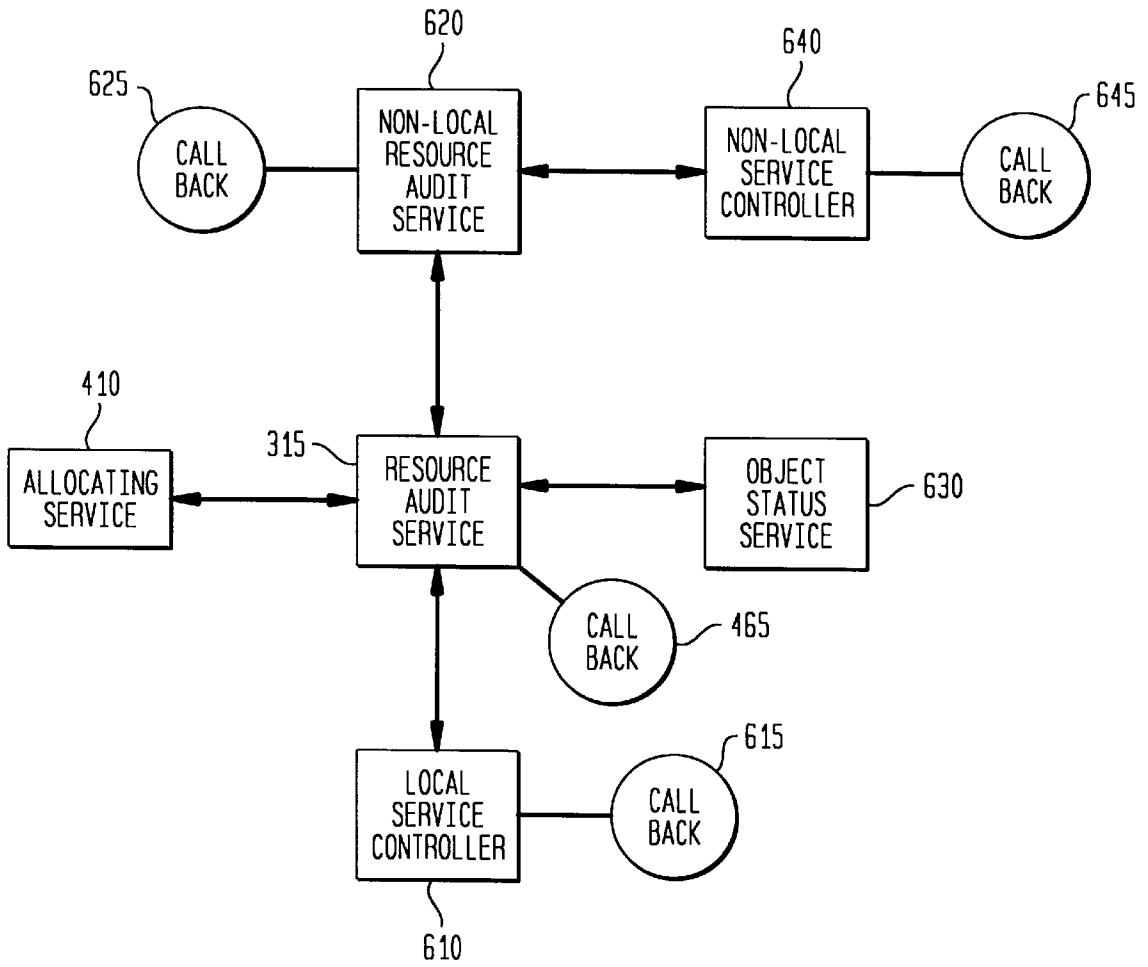 620
640
625
645
NON-LOCAL
RESOURCE
AUDIT
SERVICE
CALL
BACK
NON-LOCAL
SERVICE
CONTROLLER
CALL
BACK
410
315
ALLOCATING
SERVICE
RESOURCE
AUDIT
SERVICE
OBJECT
STATUS
SERVICE
630
CALL
BACK
465
615
LOCAL
SERVICE
CONTROLLER
CALL
BACK
610